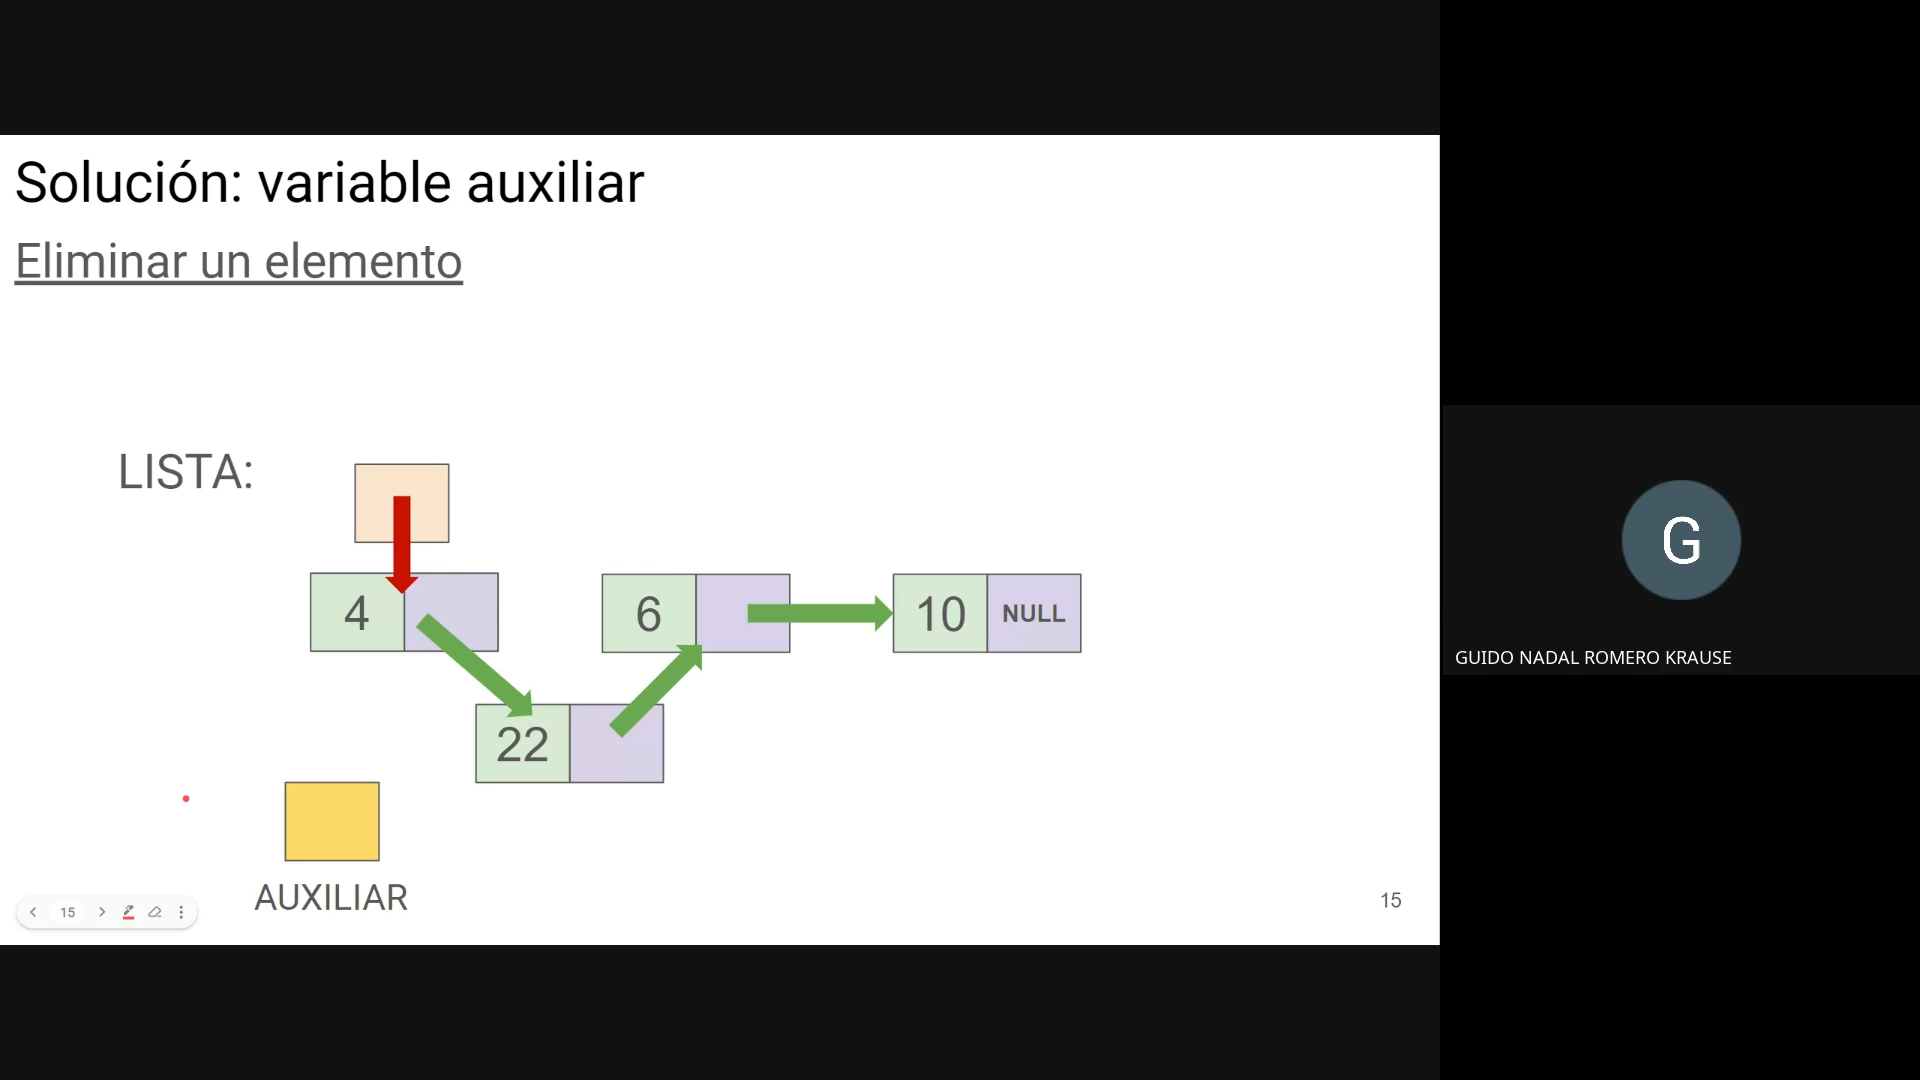 Solución: variable auxiliar
Eliminar un elemento
LISTA:
4
6
10
NULL
22
AUXILIAR
15
15
G
GUIDO NADAL ROMERO KRAUSE